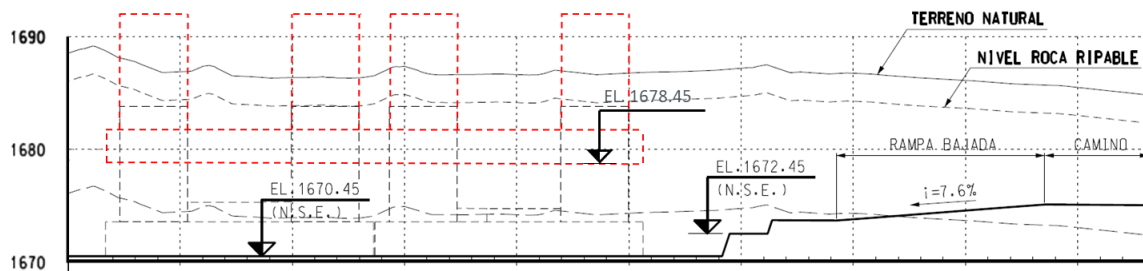 TERRENO NATURAL
1690
NIVEL ROCA RIPABLE
EL 1678.45
1680
RAMPA BAJADA
CAMINO
EL.1672.45
(N.S.E.)
EL.1670.45
(N.S.E.)
i=7.6%
1670